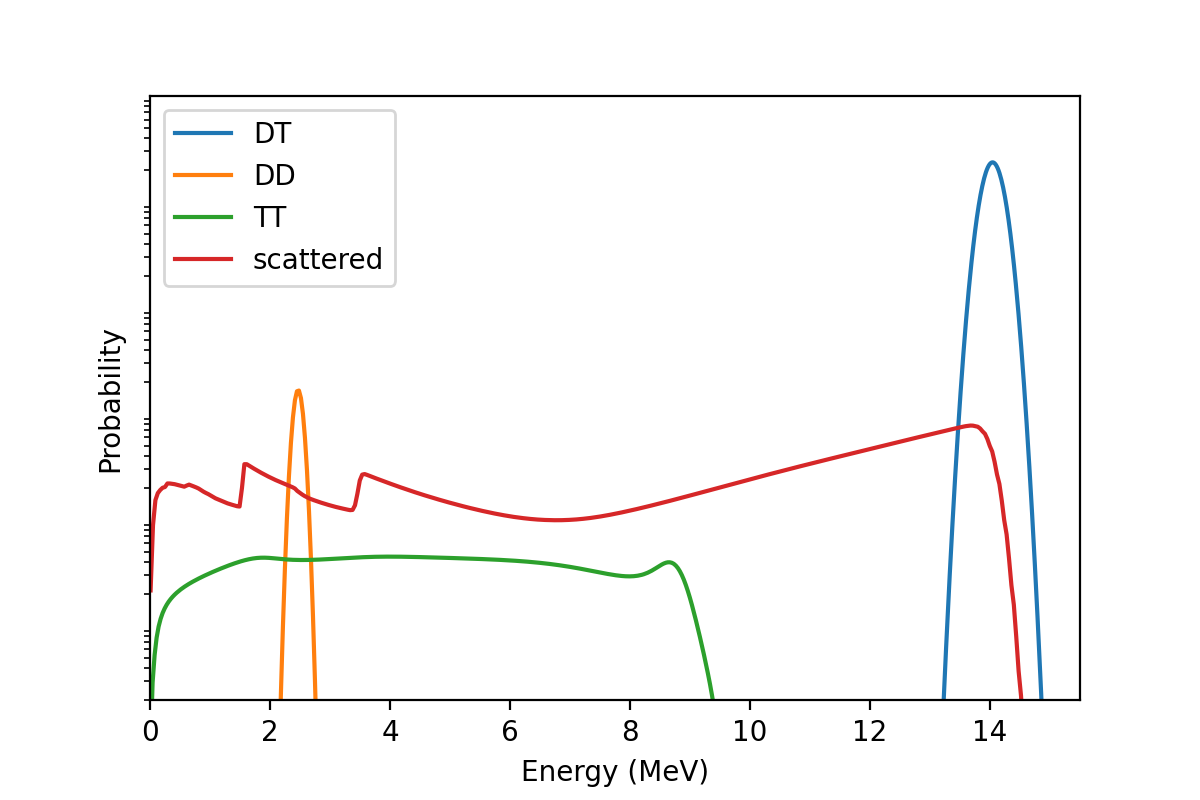 DT
DD
TT
scattered
Probability
0 2 4 6 8 10 12 14
Energy (MeV)